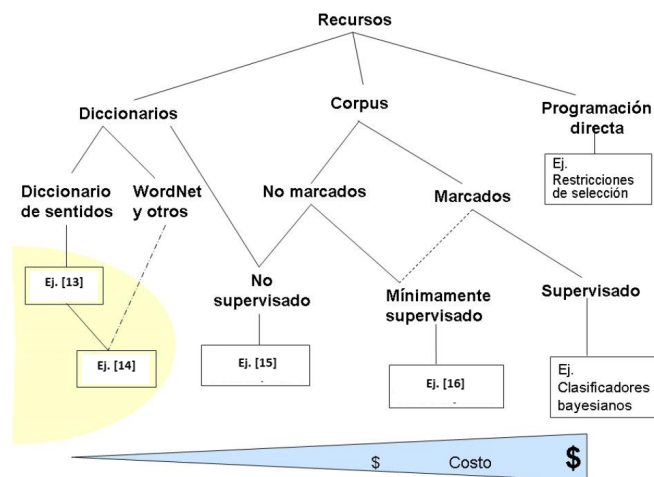 Recursos
Diccionarios
Corpus
Programación
directa
Ej.
Restricciones
de selección
Diccionario
de sentidos
WordNet
y otros
No marcados
Marcados
Ej. [13]
No
supervisado
Mínimamente
supervisado
Supervisado
Ej. [14]
Ej. [15]
Ej. [16]
Ej.
Clasificadores
bayesianos
$ Costo $